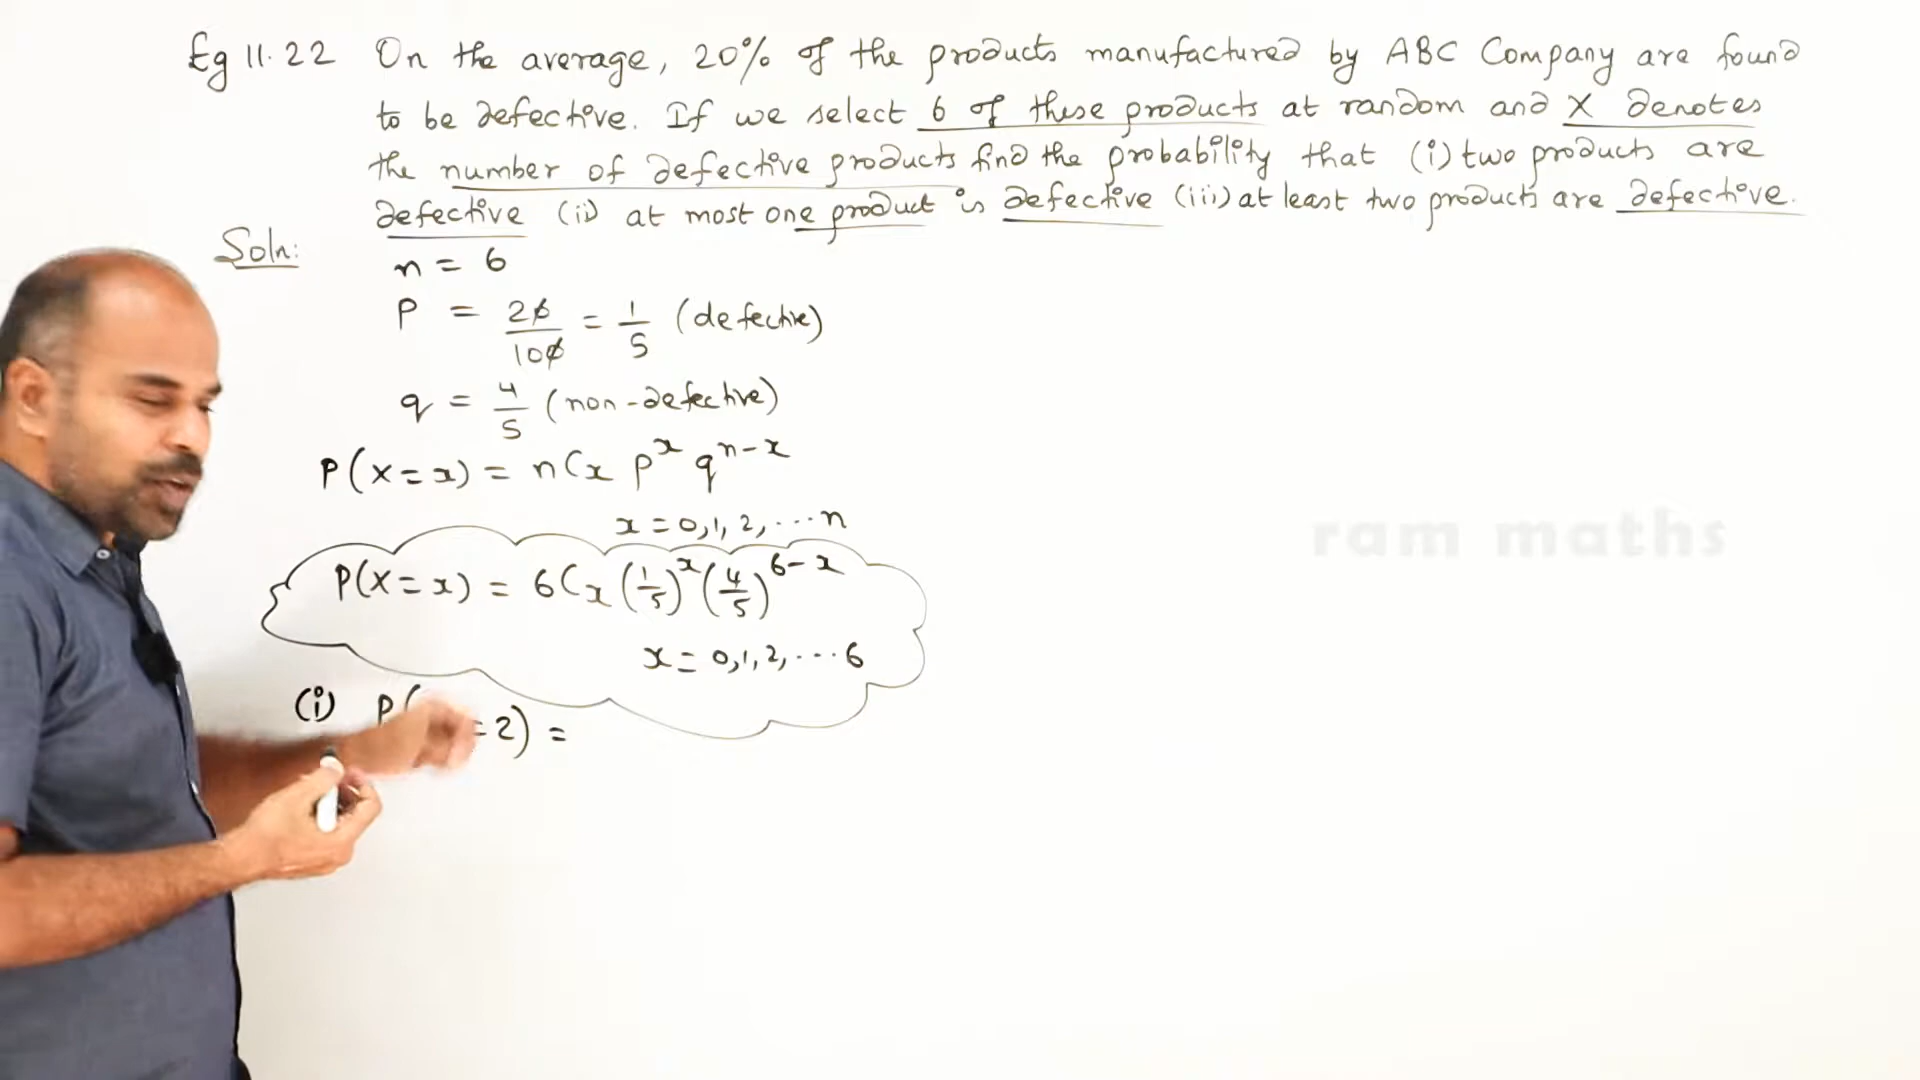 Eg 11.22 On the average, 20% of the products manufactured by ABC Company are found
to be defective. If we select 6 of these products at random and X denotes
the number of defective products find the probability that (i) two products are
defective (ii) at most one product is defective (iii) at least two products are defective.
Soln:
n = 6
P = 20/100 = 1/5 (defective)
q = 4/5 (non-defective)
P(X=x) = nCx p^x q^n-x
x = 0,1,2,...n
P(X=x) = 6Cx (1/5)^x (4/5)^6-x
x = 0,1,2,...6
(i) P( =2) =
ram maths